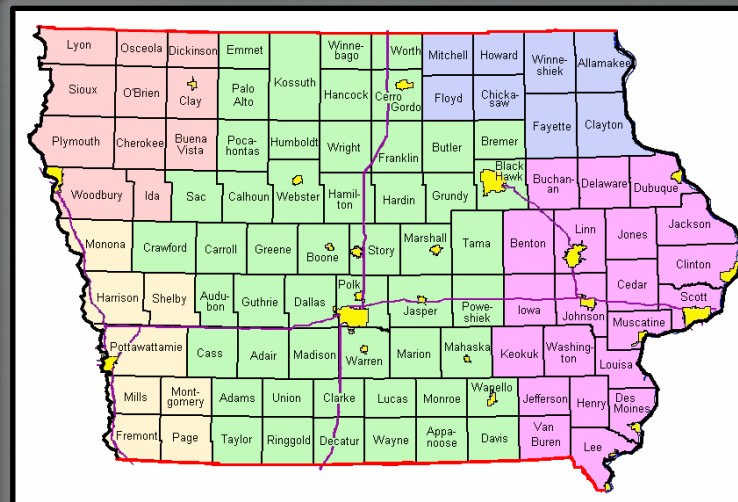 Lyon
Osceola
Dickinson
Emmet
Winne-
bago
Worth
Mitchell
Howard
Winne-
shiek
Allamakee
Kossuth
Sioux
O'Brien
Clay
Palo
Alto
Hancock
Cerro
Gordo
Floyd
Chicka-
saw
Fayette
Clayton
Plymouth
Cherokee
Buena
Vista
Poca-
hontas
Humboldt
Wright
Franklin
Butler
Bremer
Woodbury
Ida
Sac
Calhoun
Webster
Hamil-
ton
Hardin
Grundy
Black
Hawk
Buchan-
an
Delaware
Dubuque
Monona
Crawford
Carroll
Greene
Boone
Story
Marshall
Tama
Benton
Linn
Jones
Jackson
Clinton
Harrison
Shelby
Audu-
bon
Guthrie
Dallas
Polk
Jasper
Powe-
shiek
Iowa
Johnson
Cedar
Scott
Muscatine
Pottawattamie
Cass
Adair
Madison
Warren
Marion
Mahaska
Keokuk
Washing-
ton
Louisa
Mills
Mont-
gomery
Adams
Union
Clarke
Lucas
Monroe
Wapello
Jefferson
Henry
Des
Moines
Fremont
Page
Taylor
Ringgold
Decatur
Wayne
Appa-
noose
Davis
Van
Buren
Lee